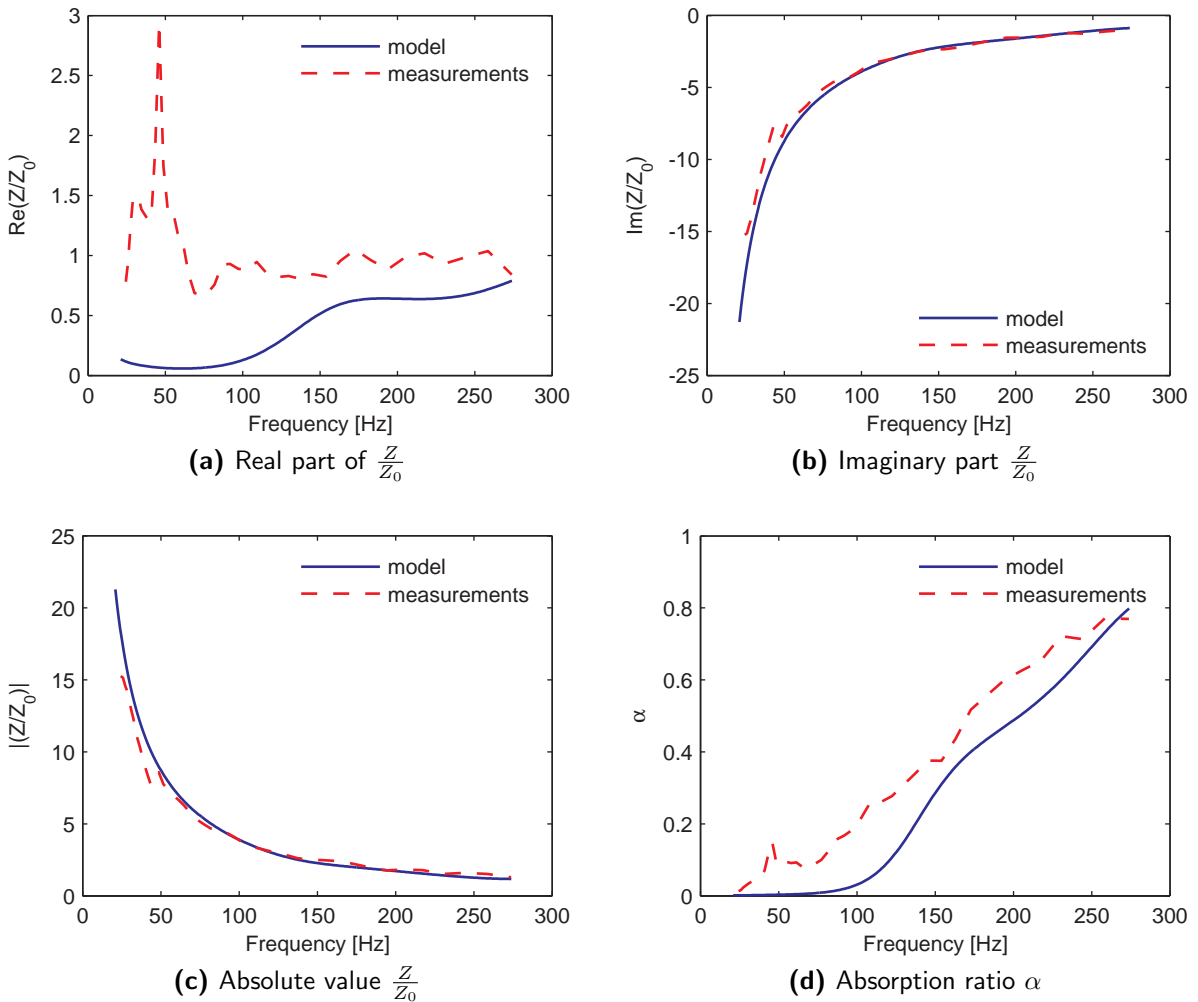 3
2.5
2
1.5
1
0.5
0
0 50 100 150 200 250 300
Re(Z/Z0)
Frequency [Hz]
model
measurements
(a) Real part of Z/Z0
0
-5
-10
-15
-20
-25
0 50 100 150 200 250 300
Im(Z/Z0)
Frequency [Hz]
model
measurements
(b) Imaginary part Z/Z0
25
20
15
10
5
0
0 50 100 150 200 250 300
|(Z/Z0)|
Frequency [Hz]
model
measurements
(c) Absolute value Z/Z0
1
0.8
0.6
0.4
0.2
0
0 50 100 150 200 250 300
α
Frequency [Hz]
model
measurements
(d) Absorption ratio α